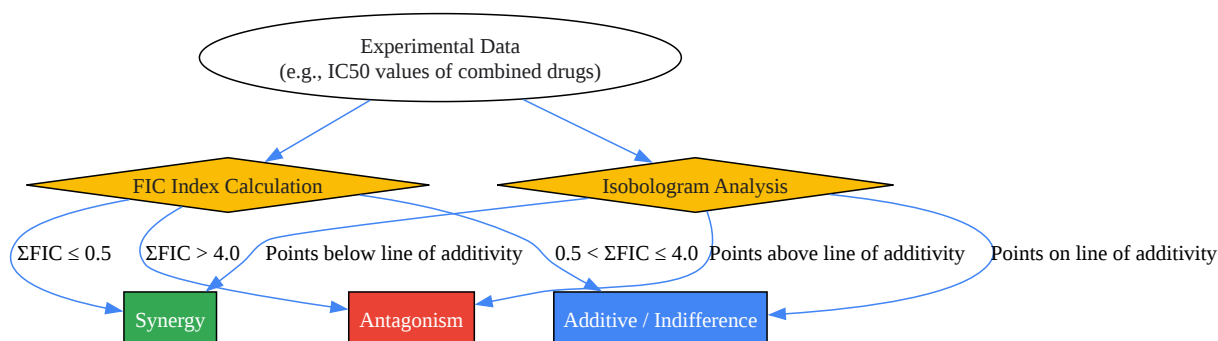 Experimental Data
(e.g., IC50 values of combined drugs)
FIC Index Calculation
Isobologram Analysis
ΣFIC ≤ 0.5
ΣFIC > 4.0
Points below line of additivity
0.5 < ΣFIC ≤ 4.0
Points above line of additivity
Points on line of additivity
Synergy
Antagonism
Additive / Indifference